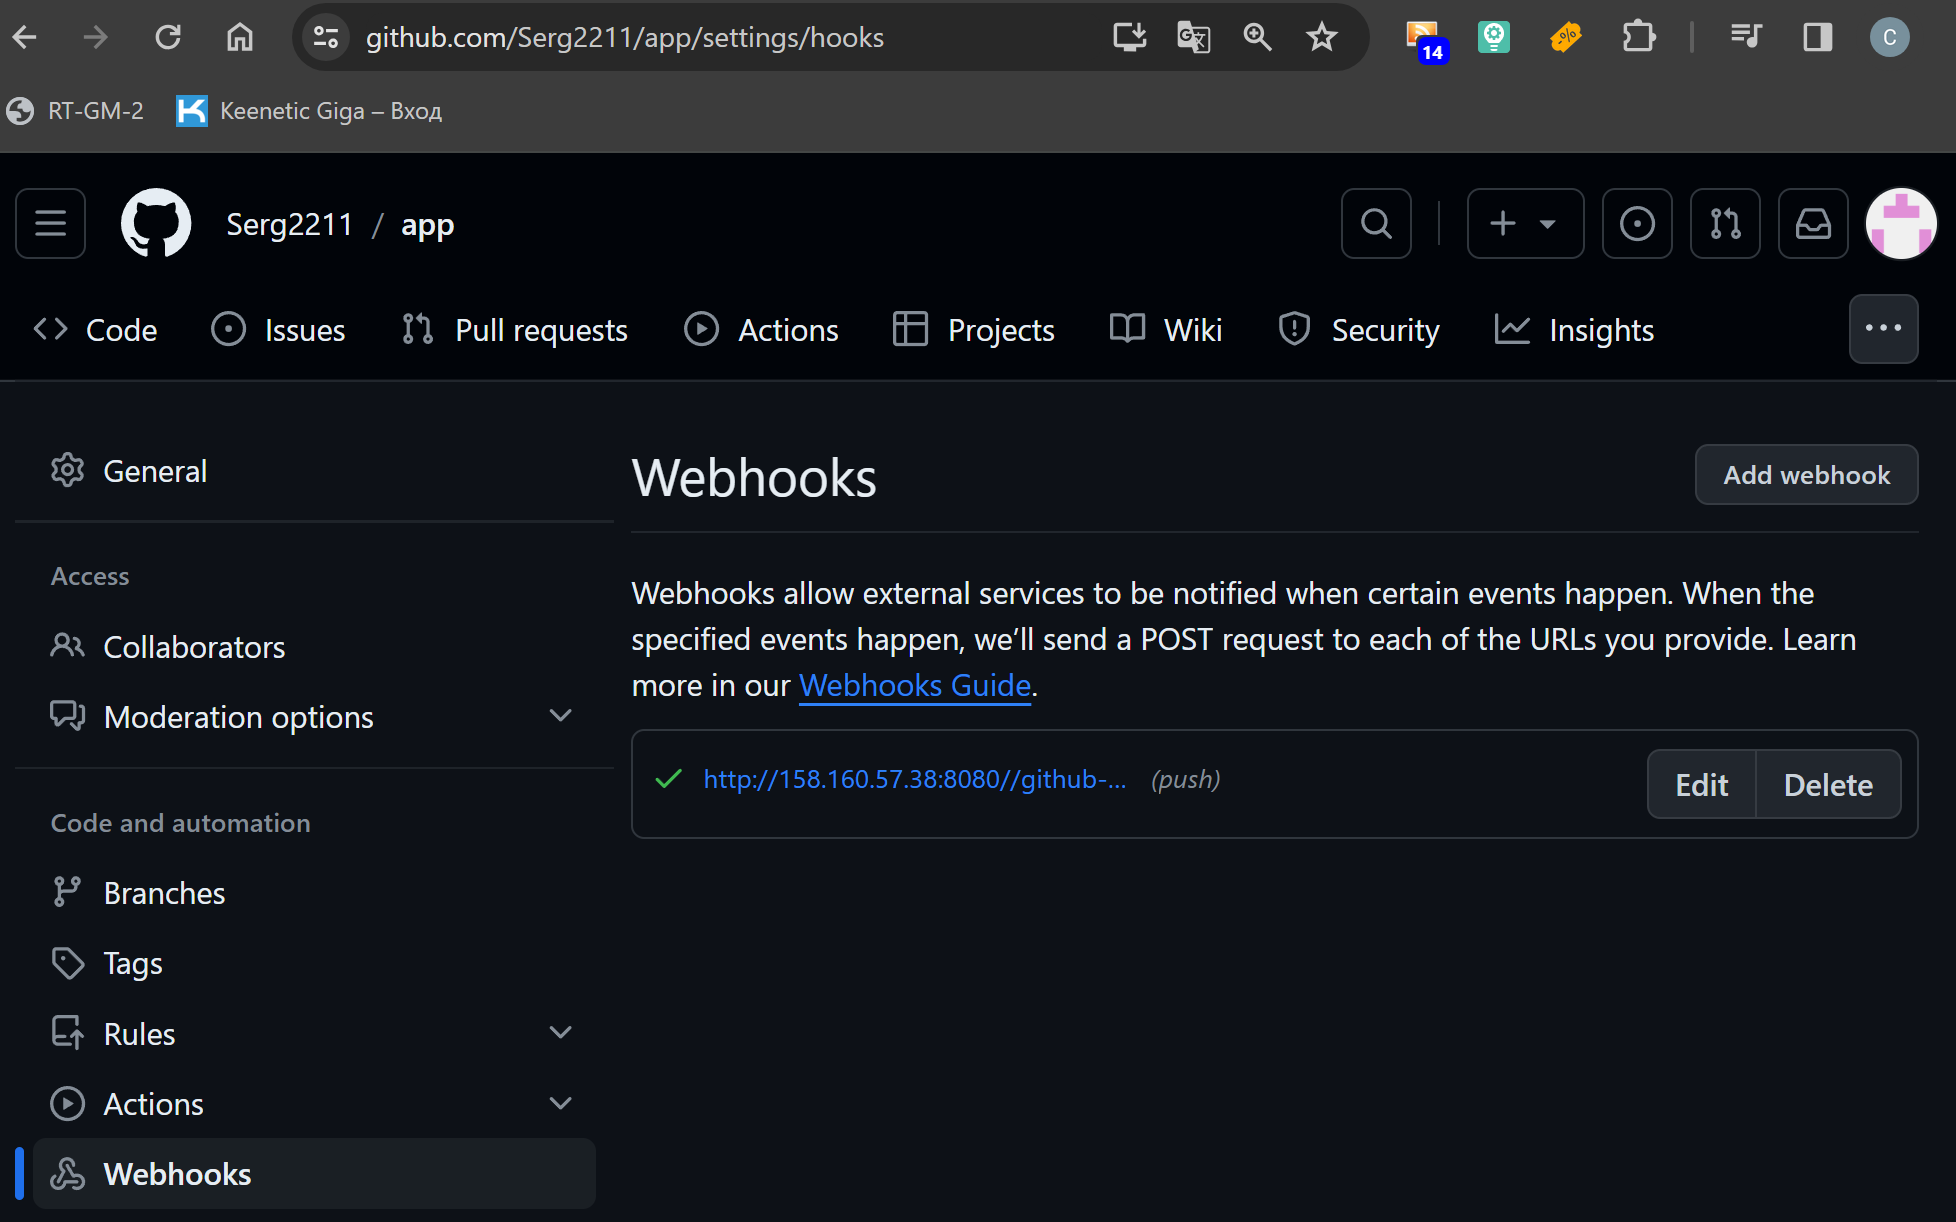 github.com/Serg2211/app/settings/hooks
14
C
RT-GM-2
Keenetic Giga – Вход
Serg2211 / app
Code
Issues
Pull requests
Actions
Projects
Wiki
Security
Insights
General
Access
Collaborators
Moderation options
Code and automation
Branches
Tags
Rules
Actions
Webhooks
Webhooks
Add webhook
Webhooks allow external services to be notified when certain events happen. When the
specified events happen, we’ll send a POST request to each of the URLs you provide. Learn
more in our Webhooks Guide.
http://158.160.57.38:8080//github-... (push)
Edit
Delete